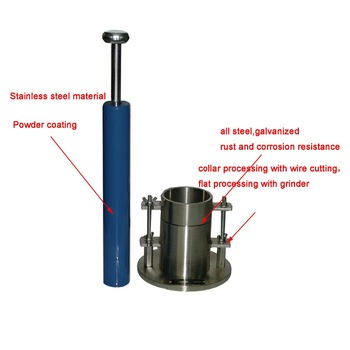 Stainless steel material
Powder coating
all steel,galvanized
rust and corrosion resistance
collar processing with wire cutting,
flat processing with grinder